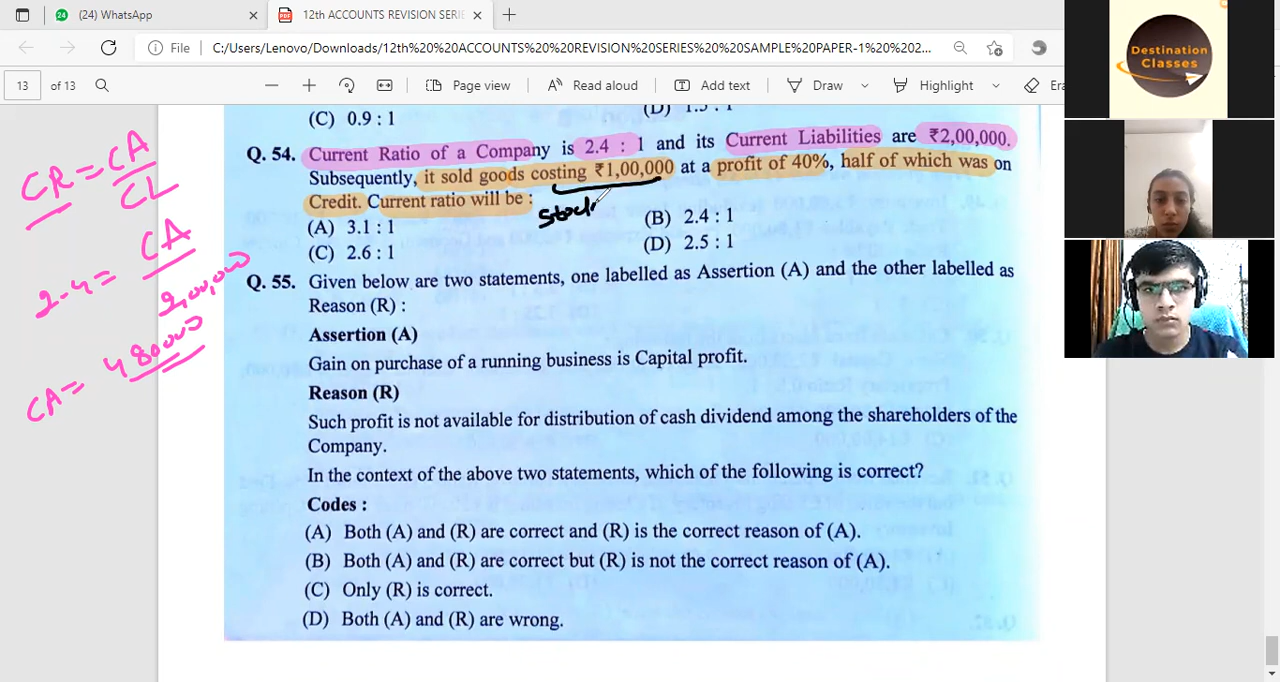 (24) WhatsApp
12th ACCOUNTS REVISION SERIE
File
C:/Users/Lenovo/Downloads/12th%20%20ACCOUNTS%20%20REVISION%20SERIES%20%20SAMPLE%20PAPER-1%20%202...
13 of 13
Page view
Read aloud
Add text
Draw
Highlight
Era
Destination
Classes
(C) 0.9 : 1
(D) 1.5 : 1
Q. 54. Current Ratio of a Company is 2.4 : 1 and its Current Liabilities are ₹2,00,000.
Subsequently, it sold goods costing ₹1,00,000 at a profit of 40%, half of which was on
Credit. Current ratio will be :
Stock
(A) 3.1 : 1
(B) 2.4 : 1
(C) 2.6 : 1
(D) 2.5 : 1
CR = CA
CL
2.4 = CA
2,00,000
CA = 480000
Q. 55. Given below are two statements, one labelled as Assertion (A) and the other labelled as
Reason (R) :
Assertion (A)
Gain on purchase of a running business is Capital profit.
Reason (R)
Such profit is not available for distribution of cash dividend among the shareholders of the
Company.
In the context of the above two statements, which of the following is correct?
Codes :
(A) Both (A) and (R) are correct and (R) is the correct reason of (A).
(B) Both (A) and (R) are correct but (R) is not the correct reason of (A).
(C) Only (R) is correct.
(D) Both (A) and (R) are wrong.